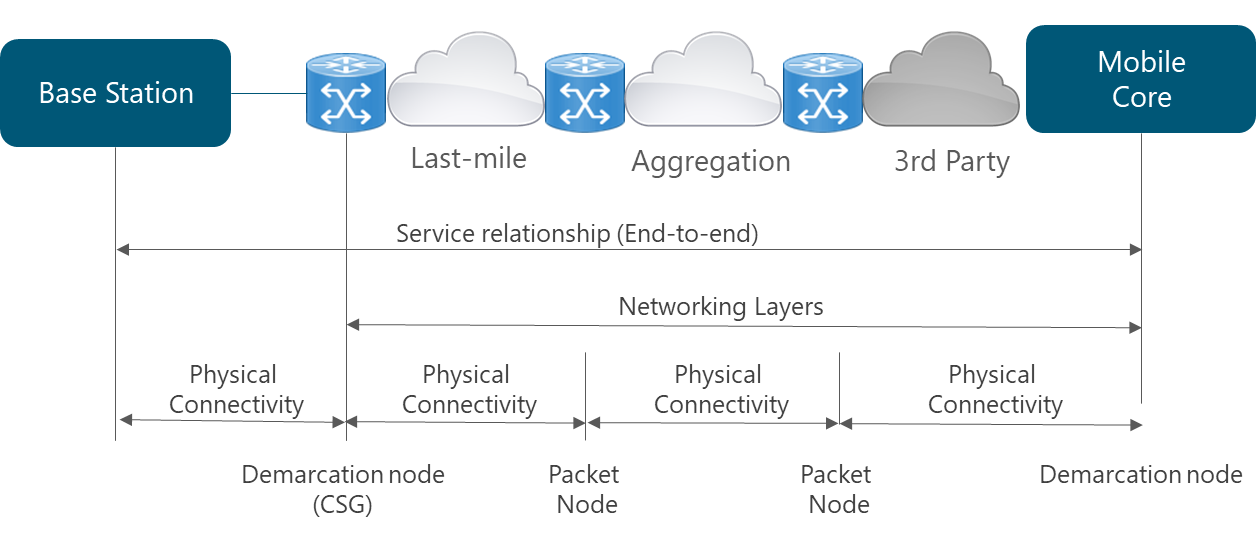 Base Station
Mobile
Core
Last-mile
Aggregation
3rd Party
Service relationship (End-to-end)
Networking Layers
Physical
Connectivity
Physical
Connectivity
Physical
Connectivity
Physical
Connectivity
Demarcation node
(CSG)
Packet
Node
Packet
Node
Demarcation node